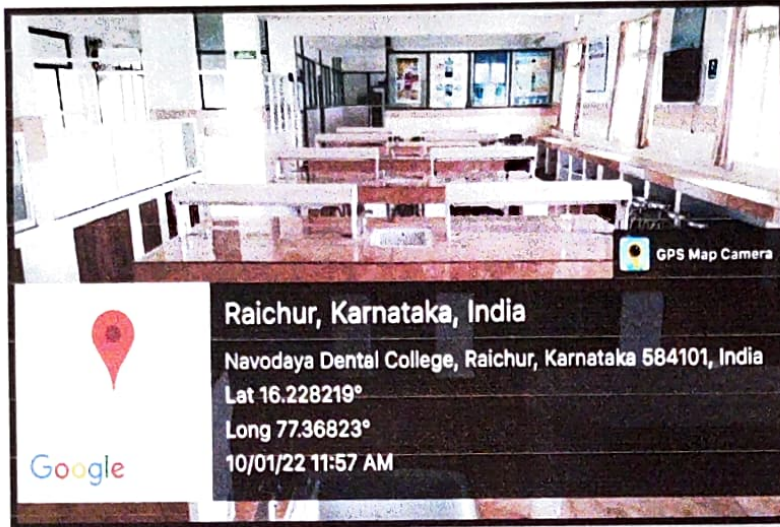 GPS Map Camera
Raichur, Karnataka, India
Navodaya Dental College, Raichur, Karnataka 584101, India
Lat 16.228219°
Long 77.36823°
10/01/22 11:57 AM
Google